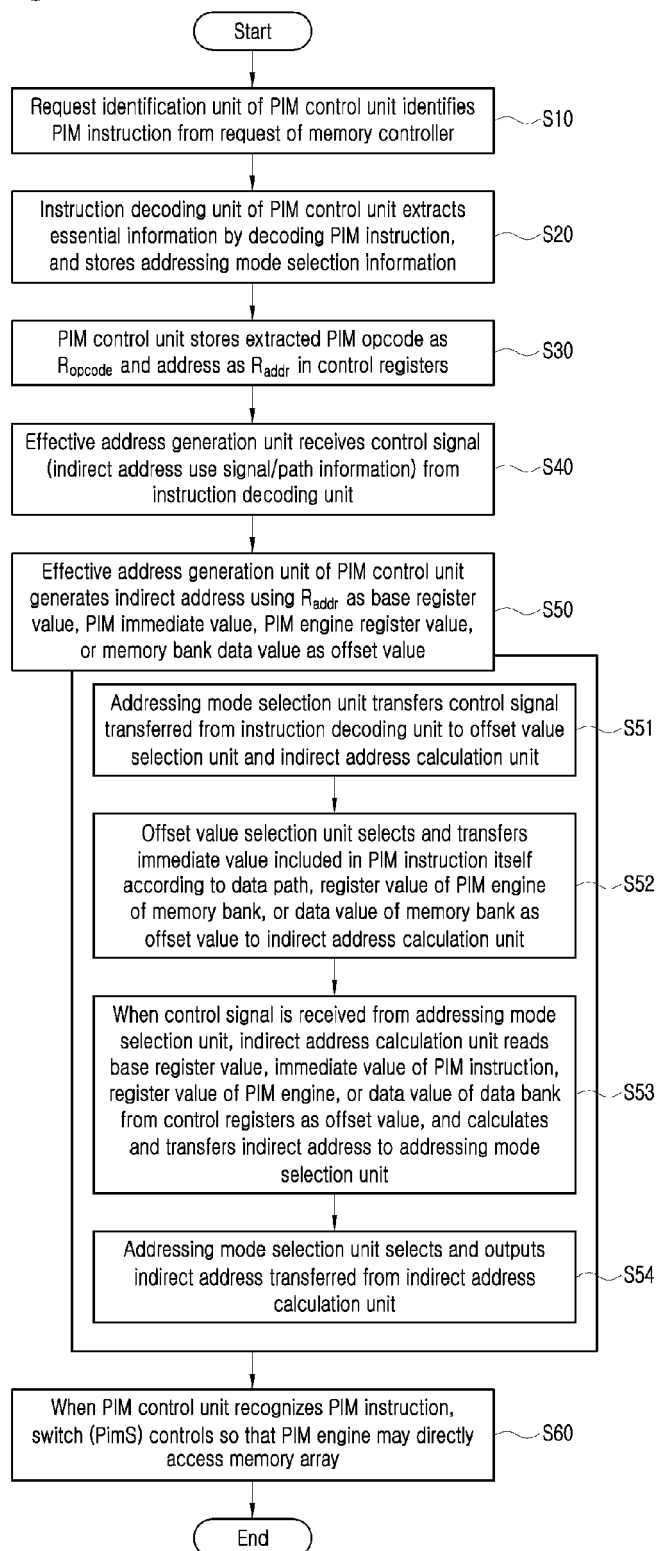 Start
Request identification unit of PIM control unit identifies
PIM instruction from request of memory controller
S10
Instruction decoding unit of PIM control unit extracts
essential information by decoding PIM instruction,
and stores addressing mode selection information
S20
PIM control unit stores extracted PIM opcode as
Ropcode and address as Raddr in control registers
S30
Effective address generation unit receives control signal
(indirect address use signal/path information) from
instruction decoding unit
S40
Effective address generation unit of PIM control unit
generates indirect address using Raddr as base register
value, PIM immediate value, PIM engine register value,
or memory bank data value as offset value
S50
Addressing mode selection unit transfers control signal
transferred from instruction decoding unit to offset value
selection unit and indirect address calculation unit
S51
Offset value selection unit selects and transfers
immediate value included in PIM instruction itself
according to data path, register value of PIM engine
of memory bank, or data value of memory bank as
offset value to indirect address calculation unit
S52
When control signal is received from addressing mode
selection unit, indirect address calculation unit reads
base register value, immediate value of PIM instruction,
register value of PIM engine, or data value of data bank
from control registers as offset value, and calculates
and transfers indirect address to addressing mode
selection unit
S53
Addressing mode selection unit selects and outputs
indirect address transferred from indirect address
calculation unit
S54
When PIM control unit recognizes PIM instruction,
switch (PimS) controls so that PIM engine may directly
access memory array
S60
End